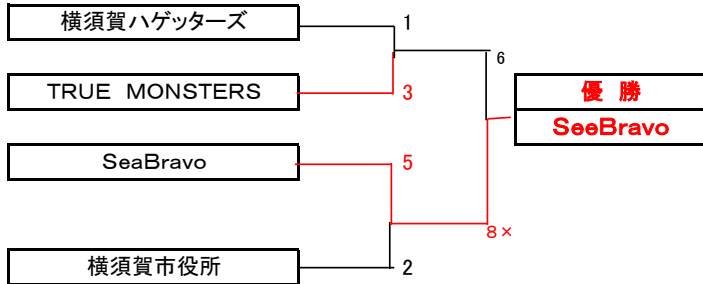 横須賀ハゲッターズ
1
6
TRUE MONSTERS
3
優 勝
SeeBravo
SeaBravo
5
8×
横須賀市役所
2